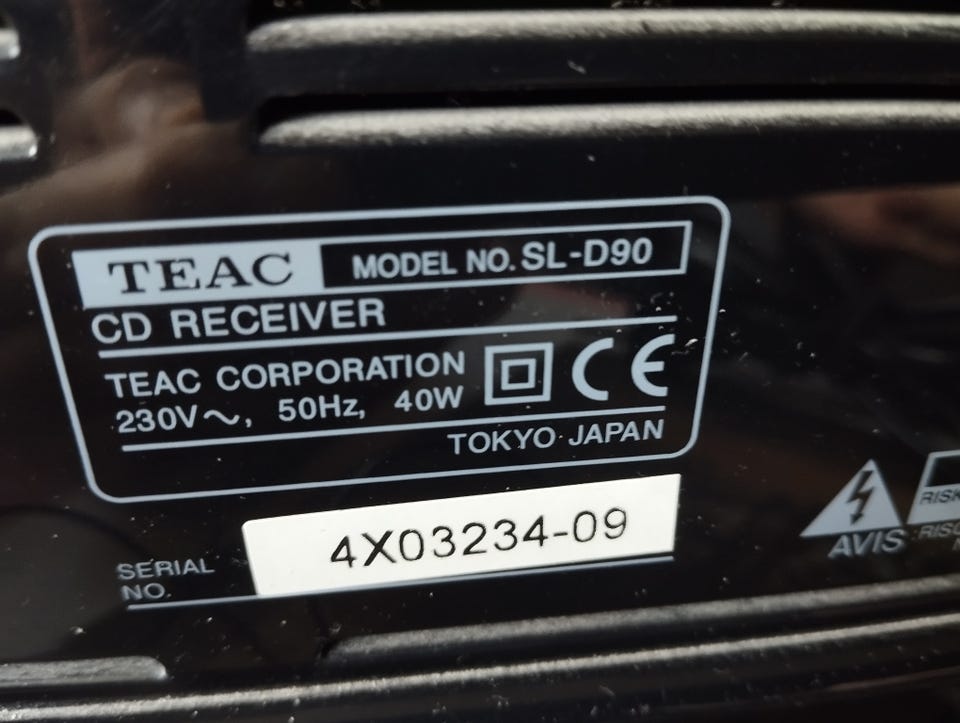 TEAC MODEL NO. SL-D90
CD RECEIVER
TEAC CORPORATION
230V~, 50Hz, 40W
CE
TOKYO JAPAN
SERIAL
NO.
4X03234-09
AVIS
RISK